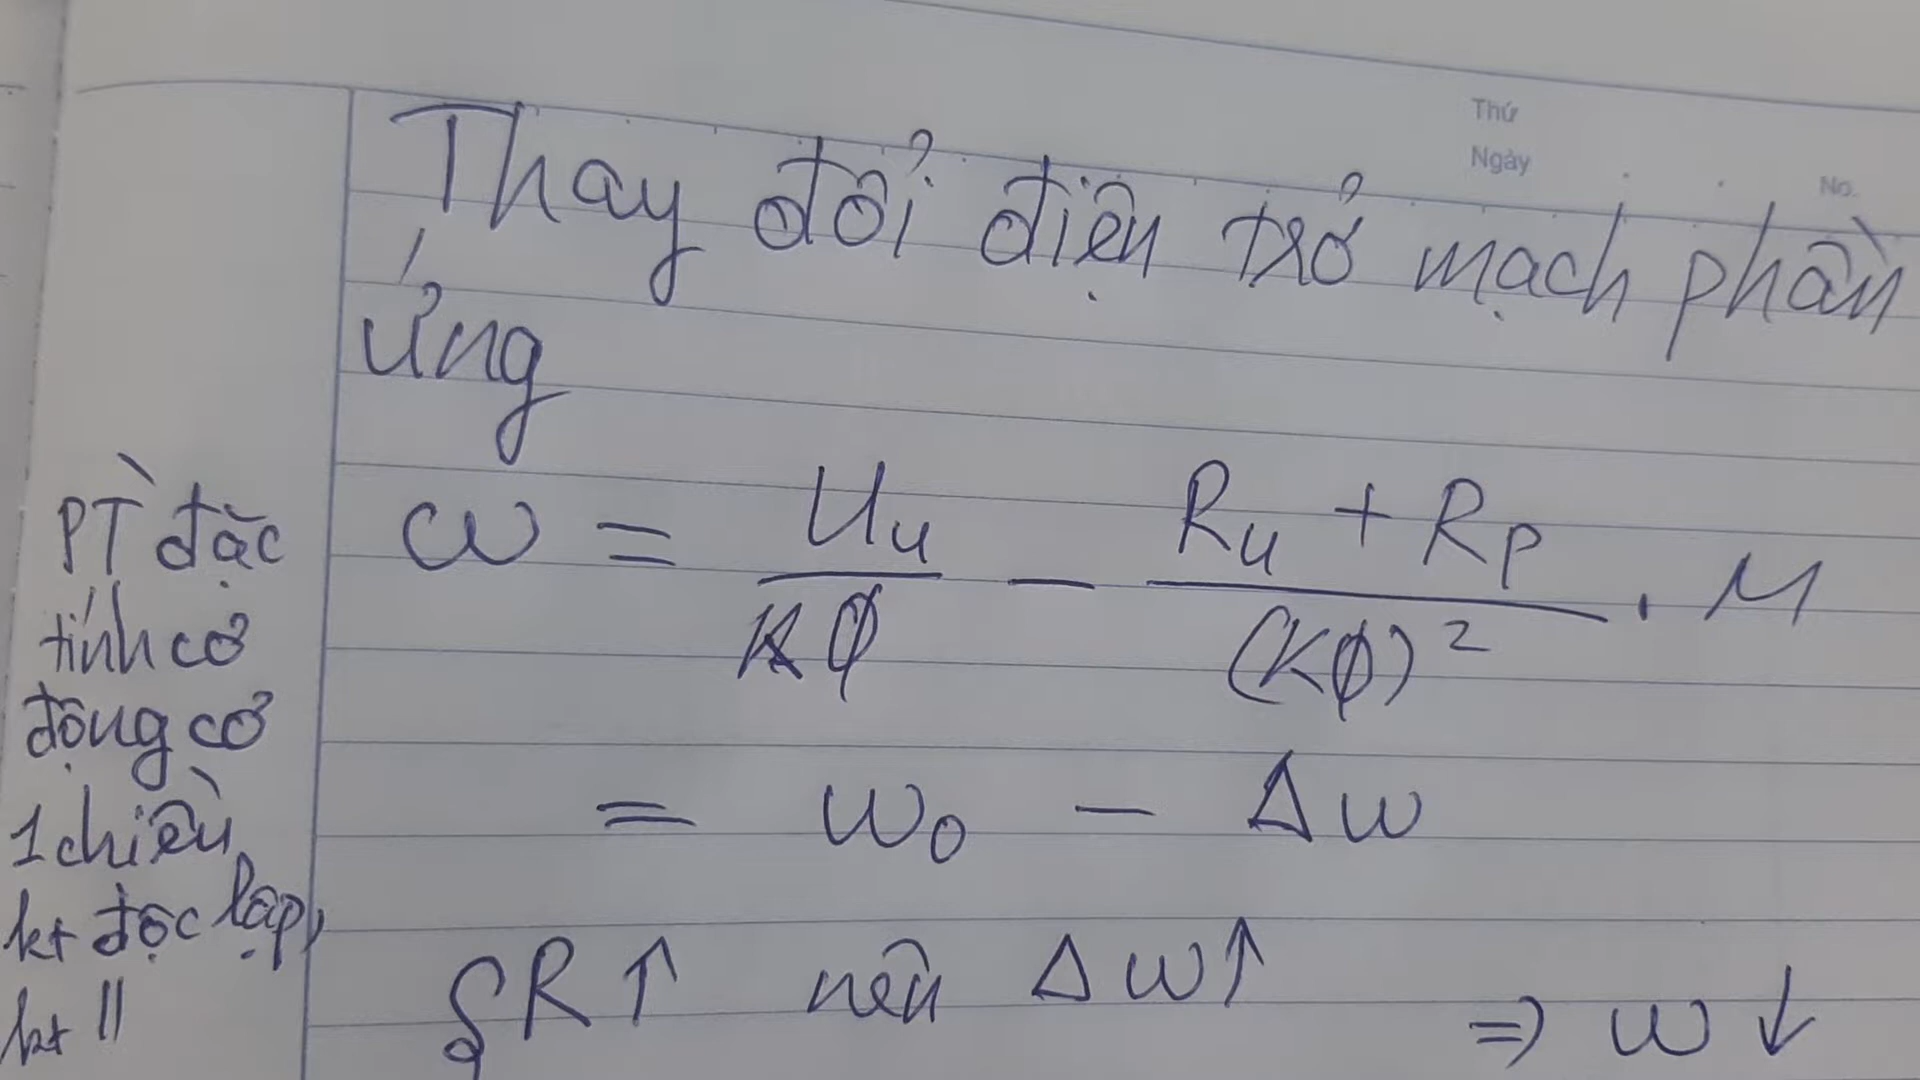 Thứ
Ngày
No.
Thay đổi điện trở mạch phần
ứng
ω = Uư/KΦ − Rư + RP/(KΦ)² . M
= ω₀ − Δω
R↑ nên Δω↑ ⇒ ω↓
PT đặc
tính cơ
động cơ
1 chiều
kt độc lập,
kt //